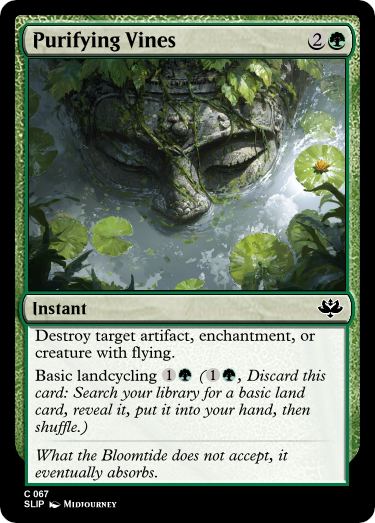 Purifying Vines 2
Instant
Destroy target artifact, enchantment, or
creature with flying.
Basic landcycling 1 (1, Discard this
card: Search your library for a basic land
card, reveal it, put it into your hand, then
shuffle.)
What the Bloomtide does not accept, it
eventually absorbs.
C 067
SLIP Midjourney